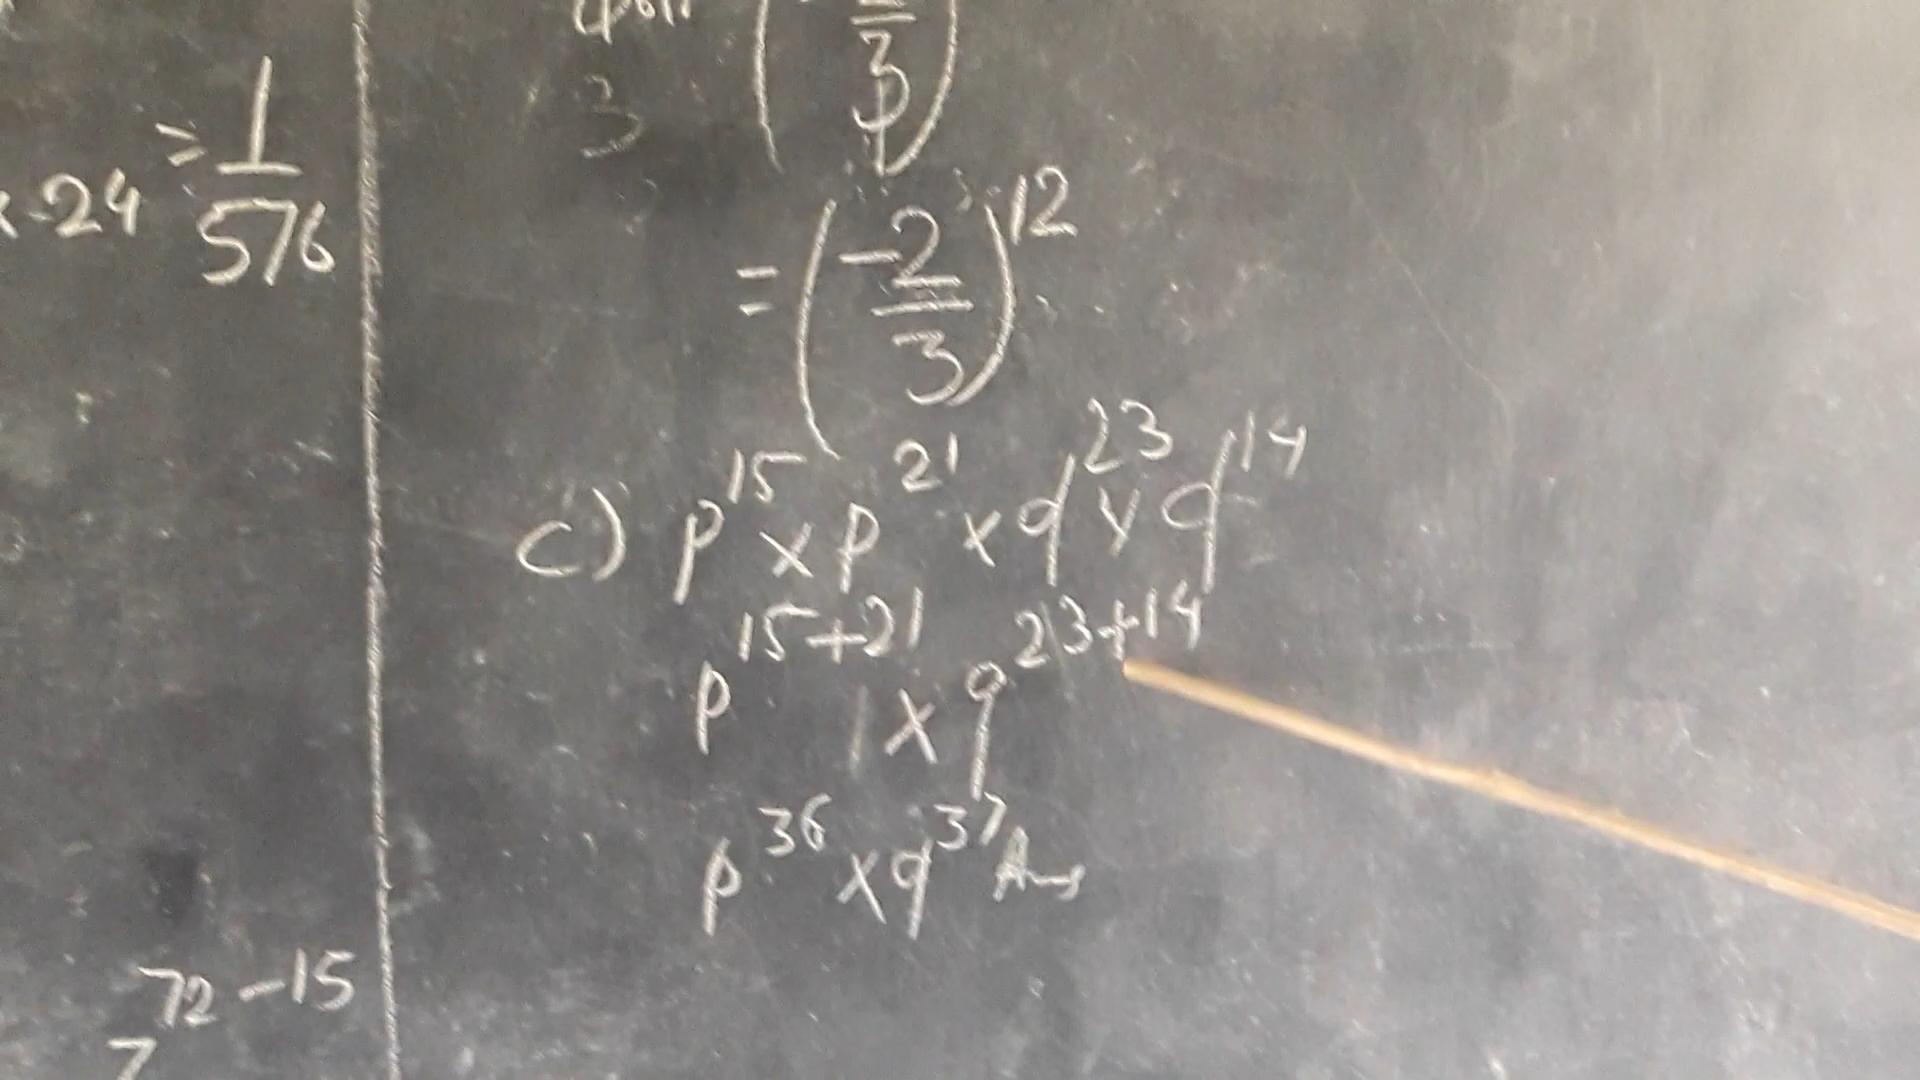 × 24 = 1/576
72-15
7
3
= (-2/3)^12
c) p^15 × p^21 × q^23 × q^14
p^15+21 × q^23+14
p^36 × q^37 Ans